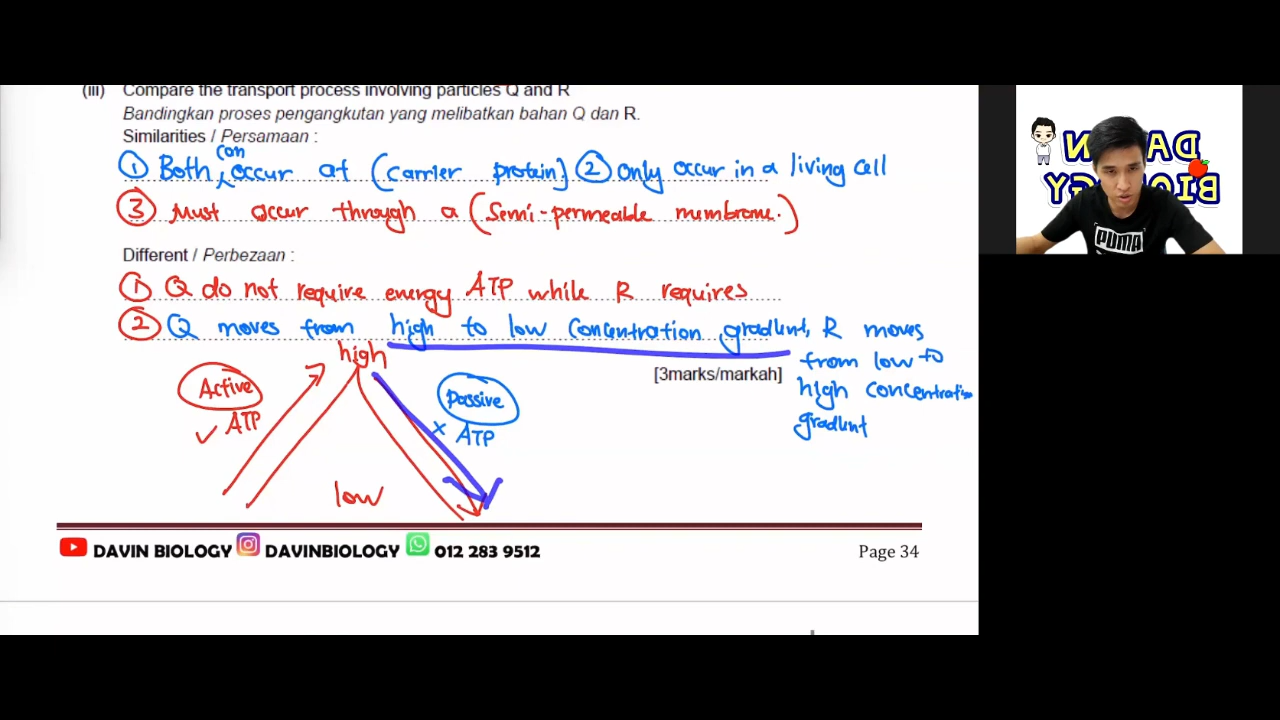 (iii) Compare the transport process involving particles Q and R
Bandingkan proses pengangkutan yang melibatkan bahan Q dan R.
Similarities / Persamaan :
① Both can occur at (carrier protein) ② only occur in a living cell
③ Must occur through a (semi-permeable membrane.)
Different / Perbezaan :
① Q do not require energy ATP while R requires
② Q moves from high to low concentration gradient, R moves
from low to
high concentration
gradient
[3marks/markah]
high
Active
✓ ATP
Passive
× ATP
low
DAVIN BIOLOGY DAVINBIOLOGY 012 283 9512
Page 34
DAVIN
BIOLOGY
PUMA